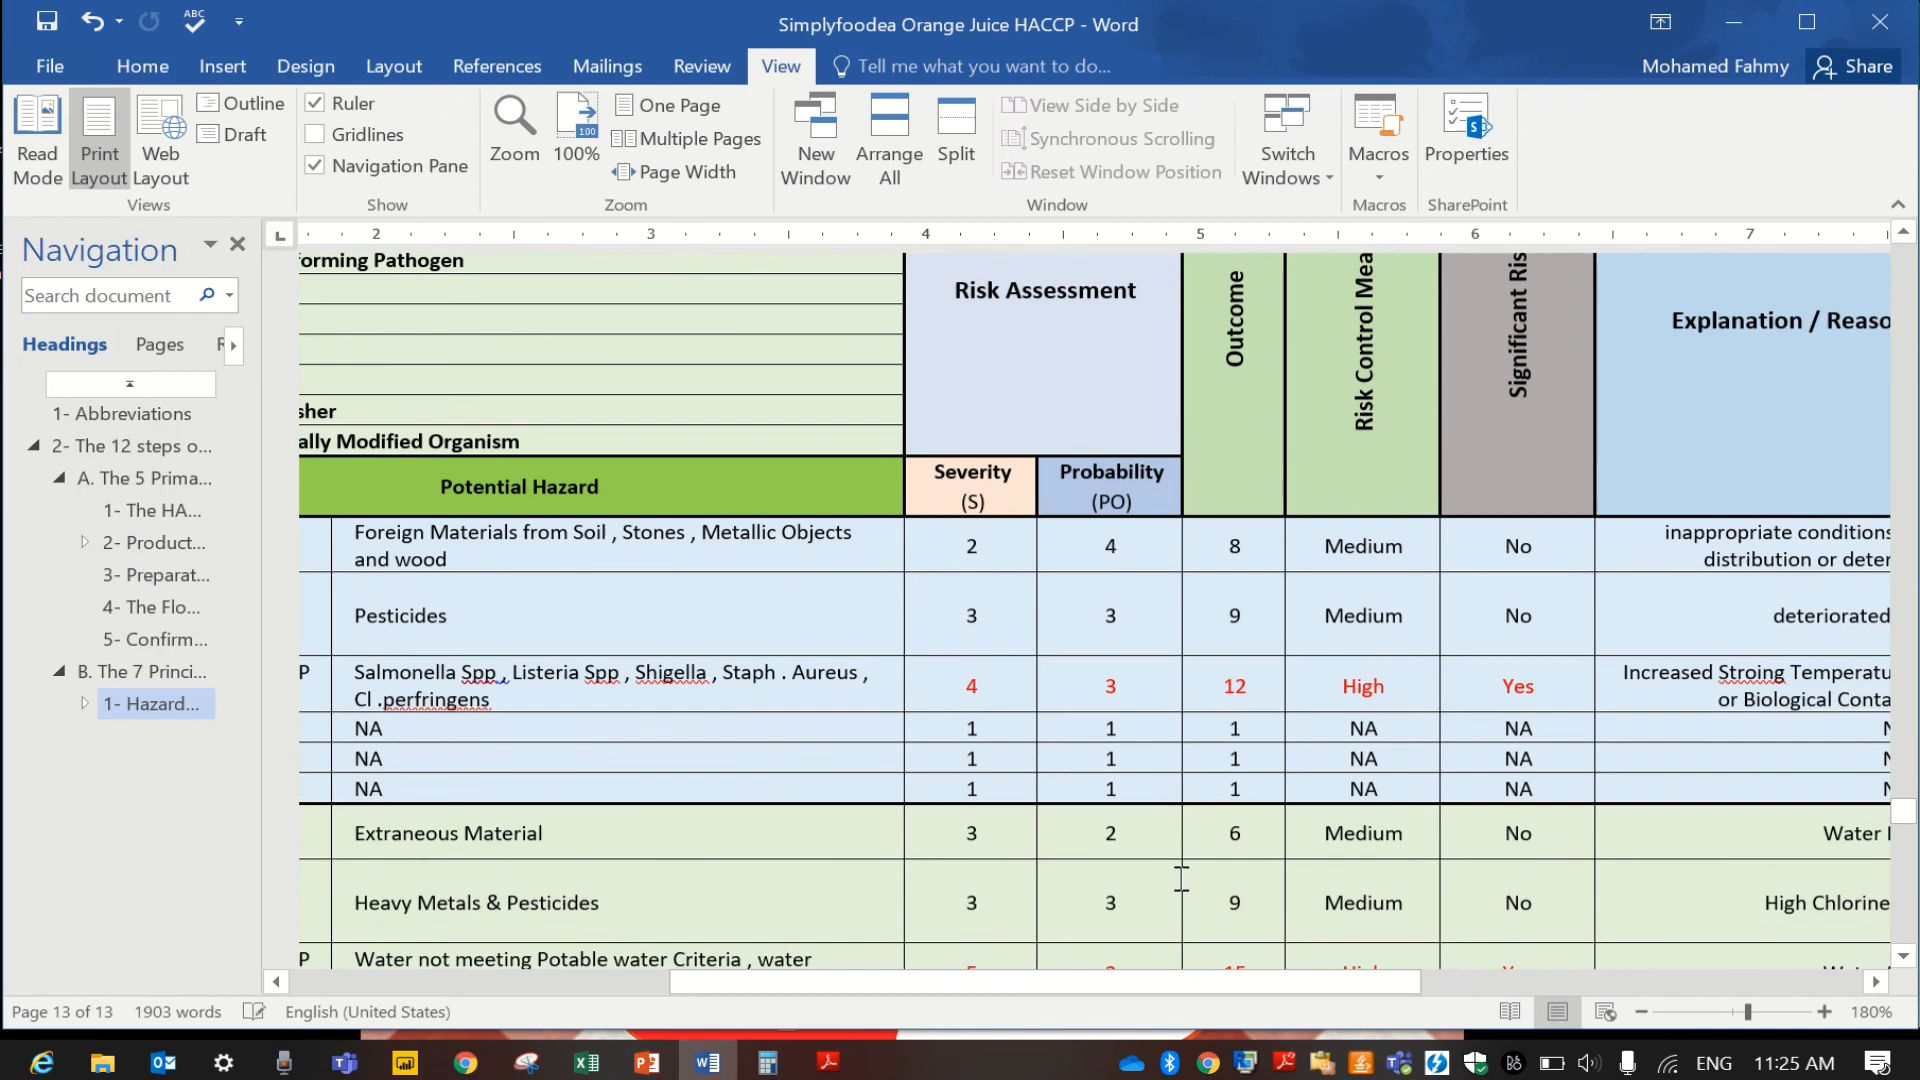 ABC
Simplyfoodea Orange Juice HACCP - Word
File Home Insert Design Layout References Mailings Review View Tell me what you want to do... Mohamed Fahmy Share
Read Mode
Print Layout
Web Layout
Outline
Draft
Views
Ruler
Gridlines
Navigation Pane
Show
Zoom
100
100%
One Page
Multiple Pages
Page Width
Zoom
New Window
Arrange All
Split
View Side by Side
Synchronous Scrolling
Reset Window Position
Window
Switch Windows
Macros
Macros
Properties
SharePoint
Navigation
Search document
Headings Pages
1- Abbreviations
2- The 12 steps o...
A. The 5 Prima...
1- The HA...
2- Product...
3- Preparat...
4- The Flo...
5- Confirm...
B. The 7 Princi...
1- Hazard...
2 3 4 5 6 7
orming Pathogen
sher
ally Modified Organism
Risk Assessment
Outcome
Risk Control Mea
Significant Ris
Explanation / Reaso
Potential Hazard
Severity (S)
Probability (PO)
Foreign Materials from Soil , Stones , Metallic Objects and wood 2 4 8 Medium No inappropriate conditions distribution or deter
Pesticides 3 3 9 Medium No deteriorated
P Salmonella Spp , Listeria Spp , Shigella , Staph . Aureus , Cl .perfringens 4 3 12 High Yes Increased Stroing Temperatu or Biological Conta
NA 1 1 1 NA NA
NA 1 1 1 NA NA
NA 1 1 1 NA NA
Extraneous Material 3 2 6 Medium No Water
Heavy Metals & Pesticides 3 3 9 Medium No High Chlorine
P Water not meeting Potable water Criteria , water
Page 13 of 13 1903 words English (United States) 180%
ENG 11:25 AM